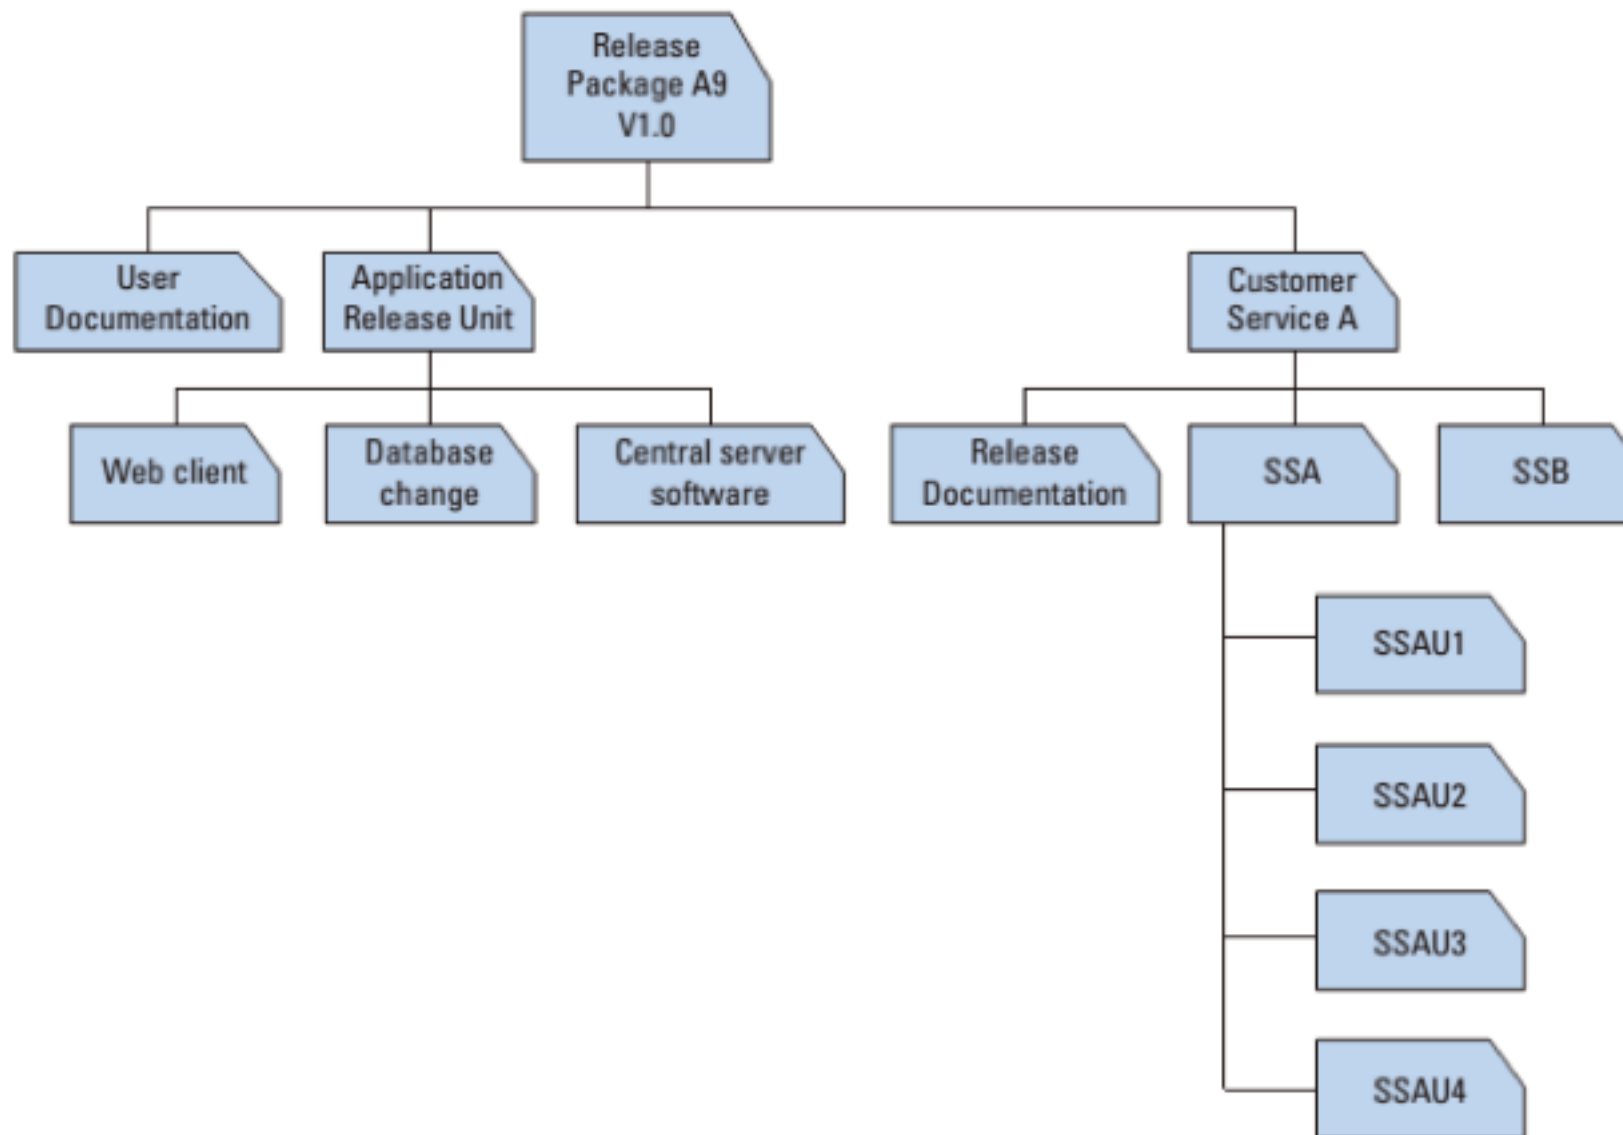 Release
Package A9
V1.0
User
Documentation
Application
Release Unit
Customer
Service A
Web client
Database
change
Central server
software
Release
Documentation
SSA
SSB
SSAU1
SSAU2
SSAU3
SSAU4